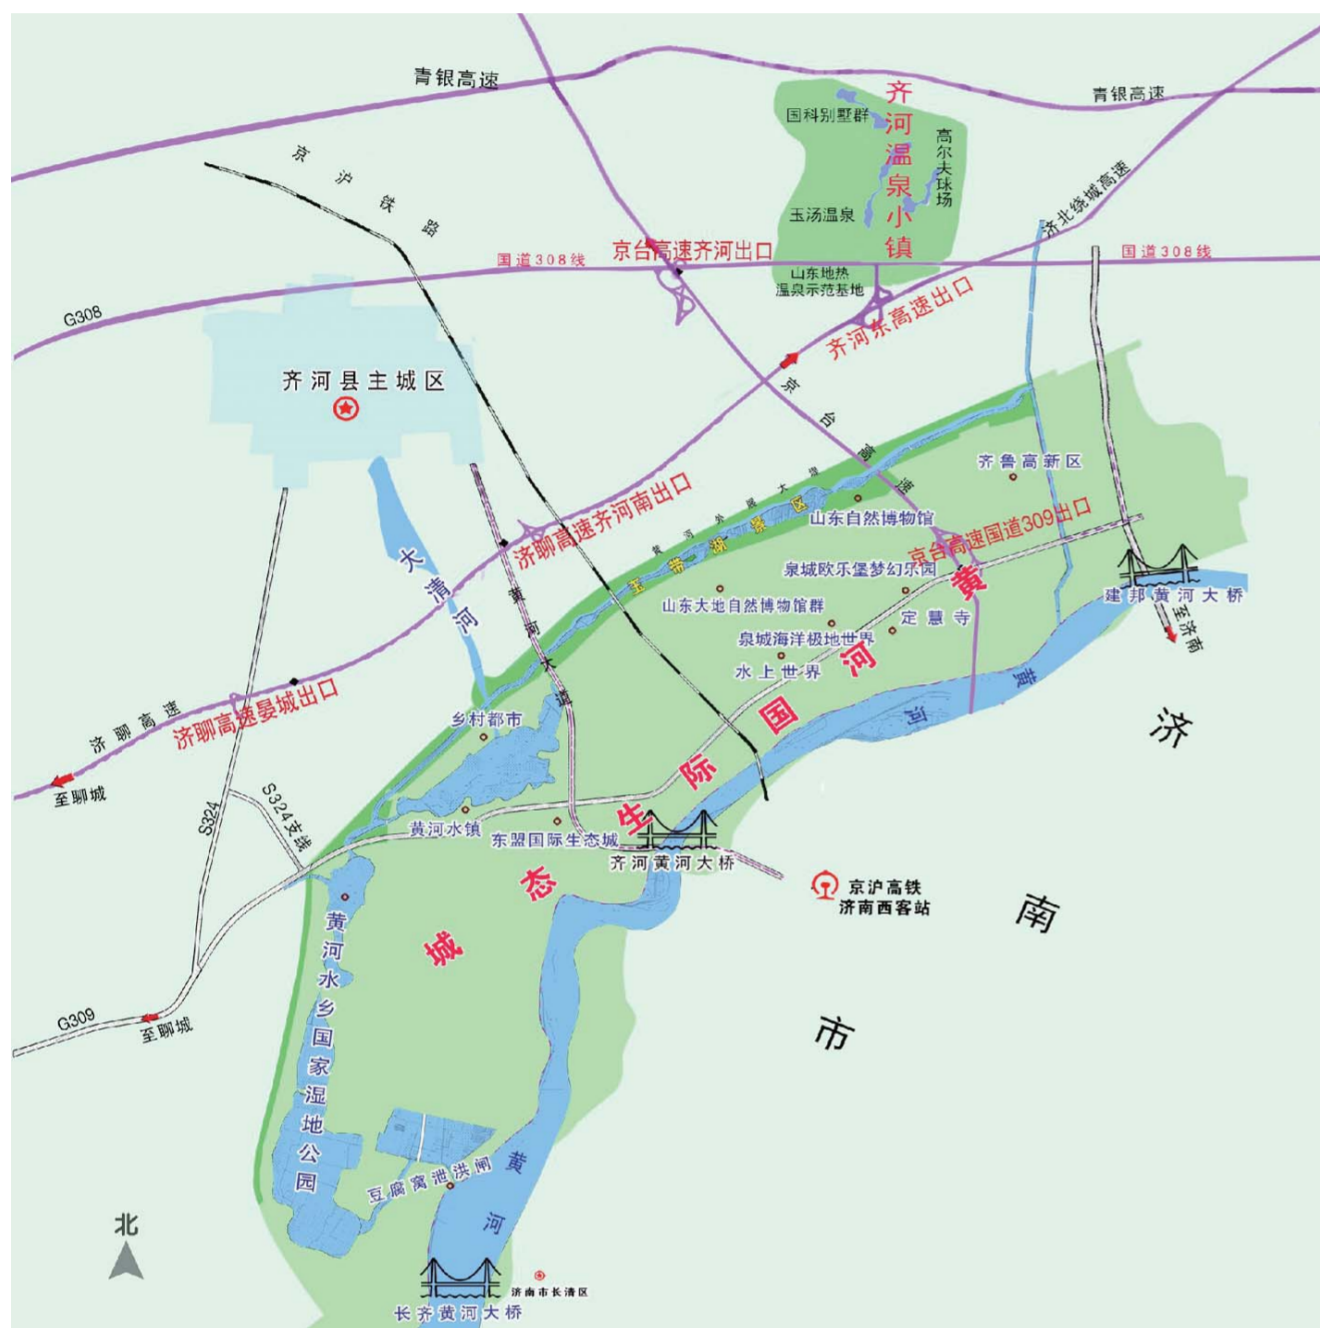 青银高速
青银高速
齐河温泉小镇
国科别墅群
高尔夫球场
玉汤温泉
京沪铁路
济北绕城高速
京台高速齐河出口
国道308线
国道308线
山东地热
温泉示范基地
G308
齐河东高速出口
齐河县主城区
京台高速
齐鲁高新区
济聊高速齐河南出口
玉带湖景区
山东自然博物馆
京台高速国道309出口
大清河
黄河大道
泉城欧乐堡梦幻乐园
山东大地自然博物馆群
建邦黄河大桥
定慧寺
泉城海洋极地世界
水上世界
至济南
黄河国际生态城
黄河
济聊高速晏城出口
济聊高速
至聊城
乡村都市
S324
S324支线
黄河水镇
东盟国际生态城
齐河黄河大桥
京沪高铁
济南西客站
济南市
黄河水乡国家湿地公园
G309
至聊城
豆腐窝泄洪闸
黄河
北
济南市长清区
长齐黄河大桥